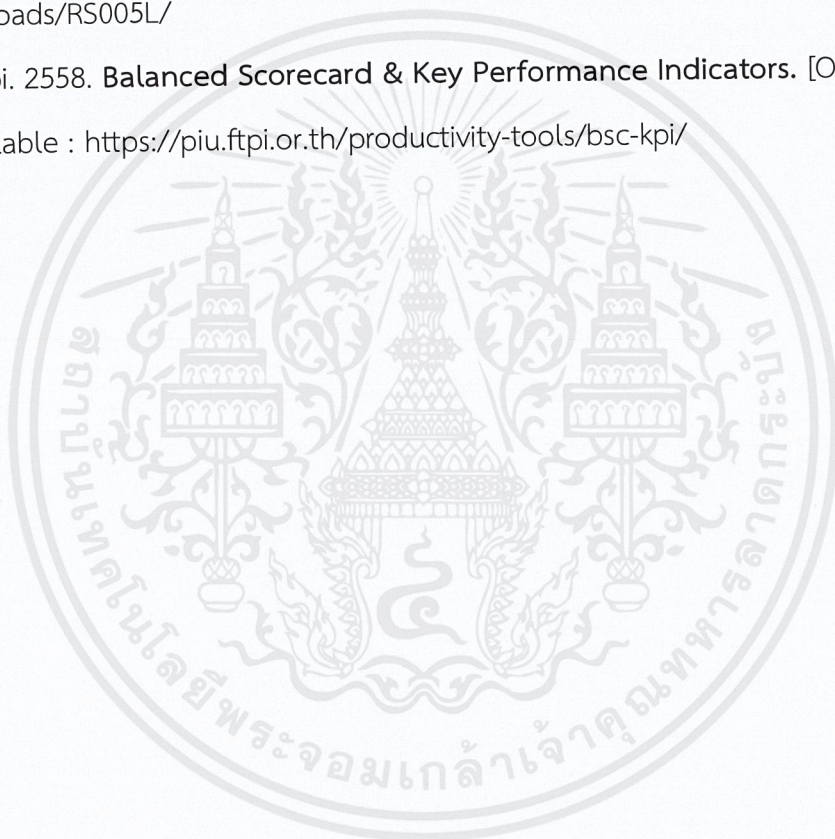 oads/RS005L/
i. 2558. Balanced Scorecard & Key Performance Indicators. [O
able : https://piu.ftpi.or.th/productivity-tools/bsc-kpi/
สถาบันเทคโนโลยีพระจอมเกล้าเจ้าคุณทหารลาดกระบัง
๔